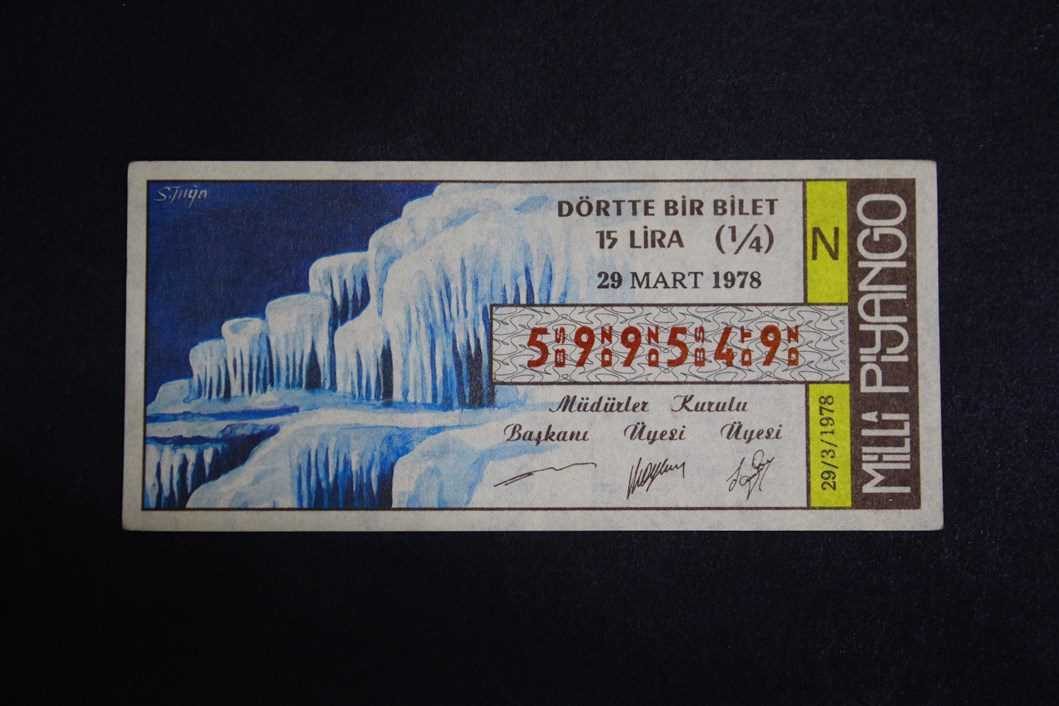 S. Tuğa
DÖRTTE BİR BİLET
15 LİRA (1/4)
29 MART 1978
599549
Müdürler Kurulu
Başkanı Üyesi Üyesi
N
29/3/1978
MİLLİ PİYANGO